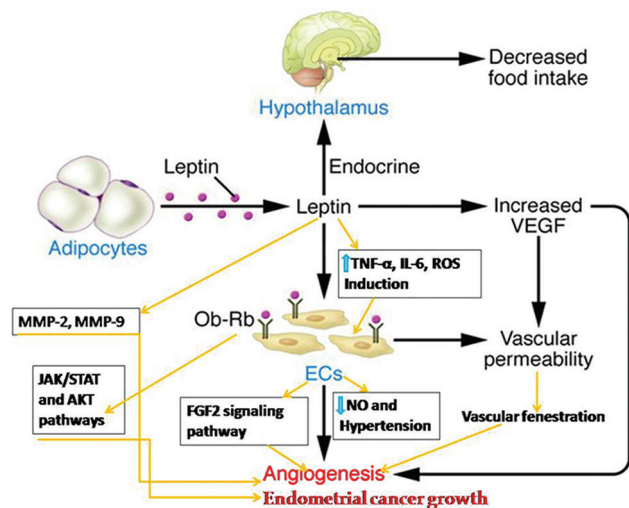 Decreased
food intake
Hypothalamus
Leptin
Endocrine
Adipocytes
Leptin
Increased
VEGF
TNF-α, IL-6, ROS
Induction
MMP-2, MMP-9
Ob-Rb
Vascular
permeability
ECs
JAK/STAT
and AKT
pathways
FGF2 signaling
pathway
NO and
Hypertension
Vascular fenestration
Angiogenesis
Endometrial cancer growth